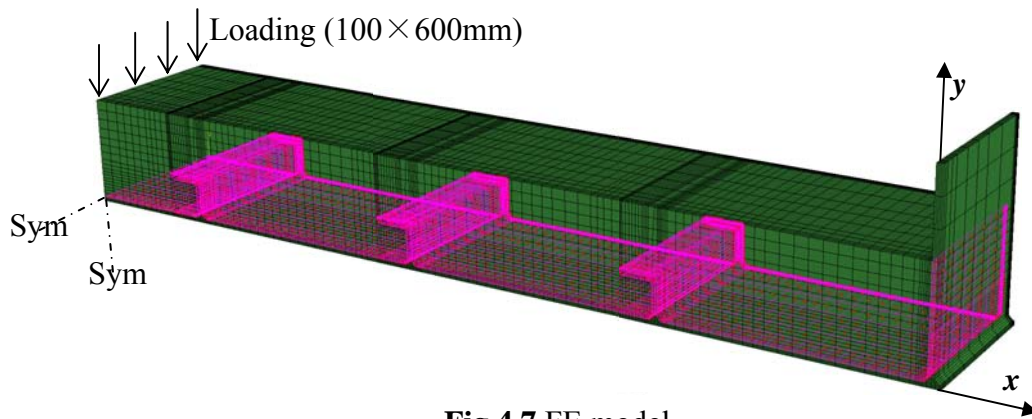 Loading (100×600mm)
y
Sym
Sym
x
Fig 4.7 FE model